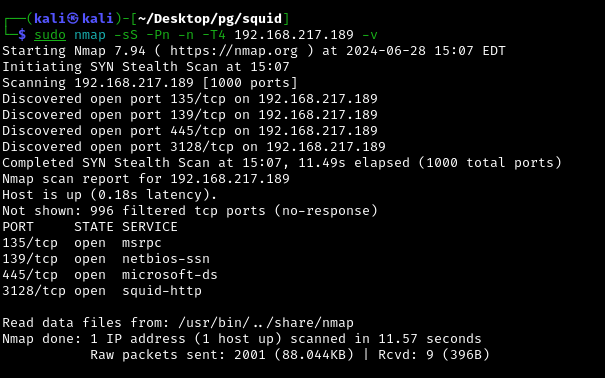 ┌──(kali㉿kali)-[~/Desktop/pg/squid]
└─$ sudo nmap -sS -Pn -n -T4 192.168.217.189 -v
Starting Nmap 7.94 ( https://nmap.org ) at 2024-06-28 15:07 EDT
Initiating SYN Stealth Scan at 15:07
Scanning 192.168.217.189 [1000 ports]
Discovered open port 135/tcp on 192.168.217.189
Discovered open port 139/tcp on 192.168.217.189
Discovered open port 445/tcp on 192.168.217.189
Discovered open port 3128/tcp on 192.168.217.189
Completed SYN Stealth Scan at 15:07, 11.49s elapsed (1000 total ports)
Nmap scan report for 192.168.217.189
Host is up (0.18s latency).
Not shown: 996 filtered tcp ports (no-response)
PORT     STATE SERVICE
135/tcp  open  msrpc
139/tcp  open  netbios-ssn
445/tcp  open  microsoft-ds
3128/tcp open  squid-http
Read data files from: /usr/bin/../share/nmap
Nmap done: 1 IP address (1 host up) scanned in 11.57 seconds
           Raw packets sent: 2001 (88.044KB) | Rcvd: 9 (396B)